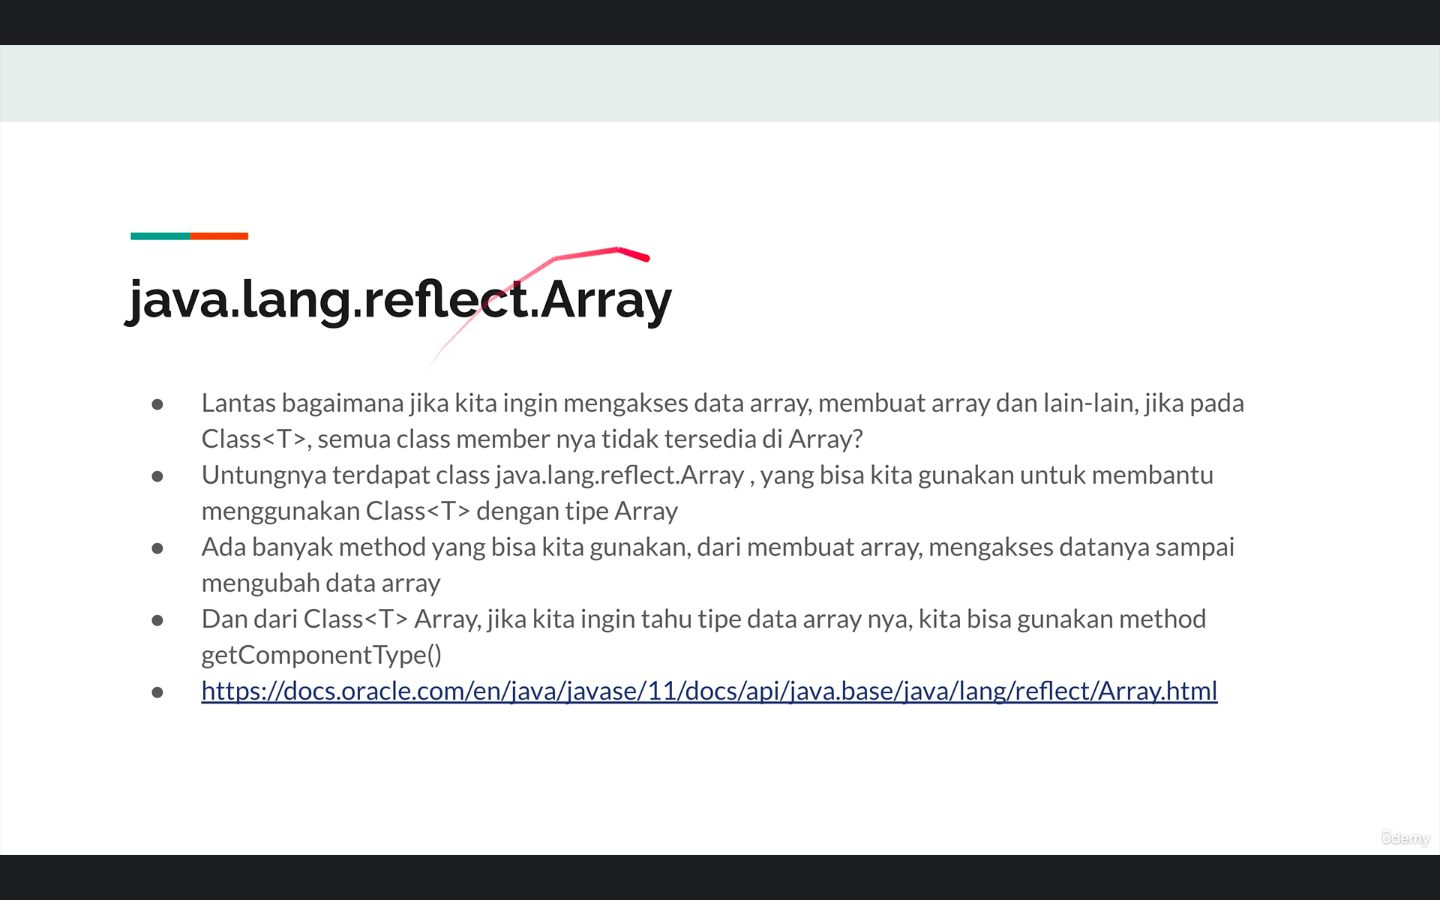 java.lang.reflect.Array
● Lantas bagaimana jika kita ingin mengakses data array, membuat array dan lain-lain, jika pada
Class<T>, semua class member nya tidak tersedia di Array?
● Untungnya terdapat class java.lang.reflect.Array , yang bisa kita gunakan untuk membantu
menggunakan Class<T> dengan tipe Array
● Ada banyak method yang bisa kita gunakan, dari membuat array, mengakses datanya sampai
mengubah data array
● Dan dari Class<T> Array, jika kita ingin tahu tipe data array nya, kita bisa gunakan method
getComponentType()
● https://docs.oracle.com/en/java/javase/11/docs/api/java.base/java/lang/reflect/Array.html
ûdemy